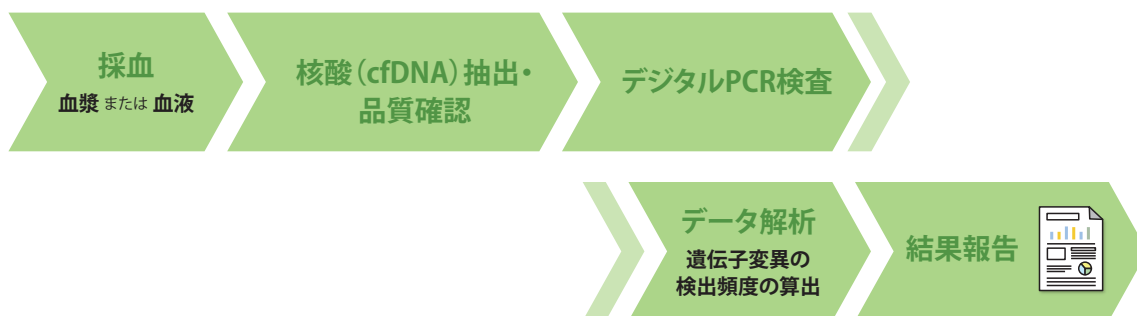 採血
血漿 または 血液
核酸（cfDNA）抽出・
品質確認
デジタルPCR検査
データ解析
遺伝子変異の
検出頻度の算出
結果報告